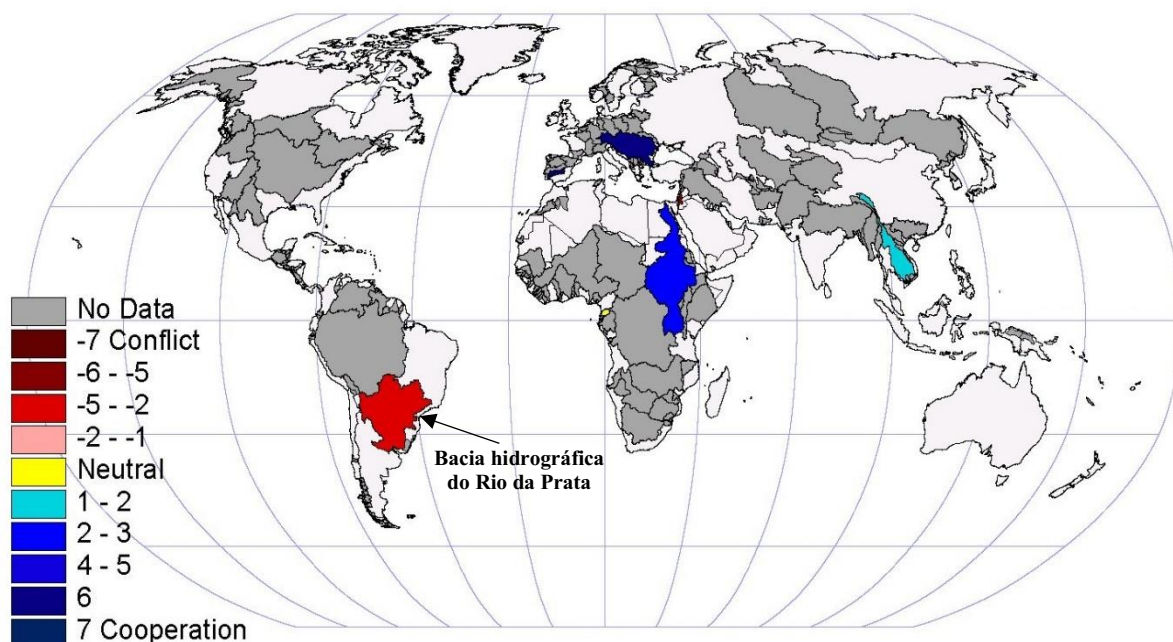 No Data
-7 Conflict
-6 - -5
-5 - -2
-2 - -1
Neutral
1 - 2
2 - 3
4 - 5
6
7 Cooperation
Bacia hidrográfica
do Rio da Prata